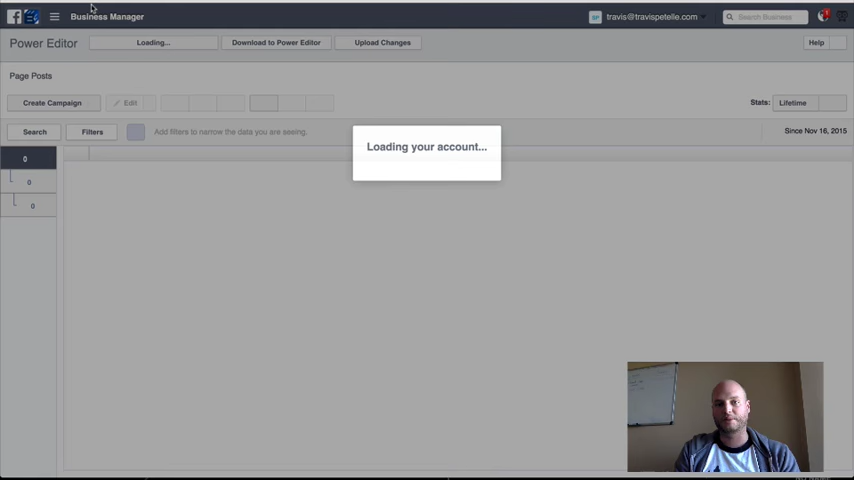 Business Manager
travis@travispetelle.com
Search Business
1
Power Editor
Loading...
Download to Power Editor
Upload Changes
Help
Page Posts
Create Campaign
Edit
Stats:
Lifetime
Search
Filters
Add filters to narrow the data you are seeing.
Since Nov 16, 2015
Loading your account...
0
0
0